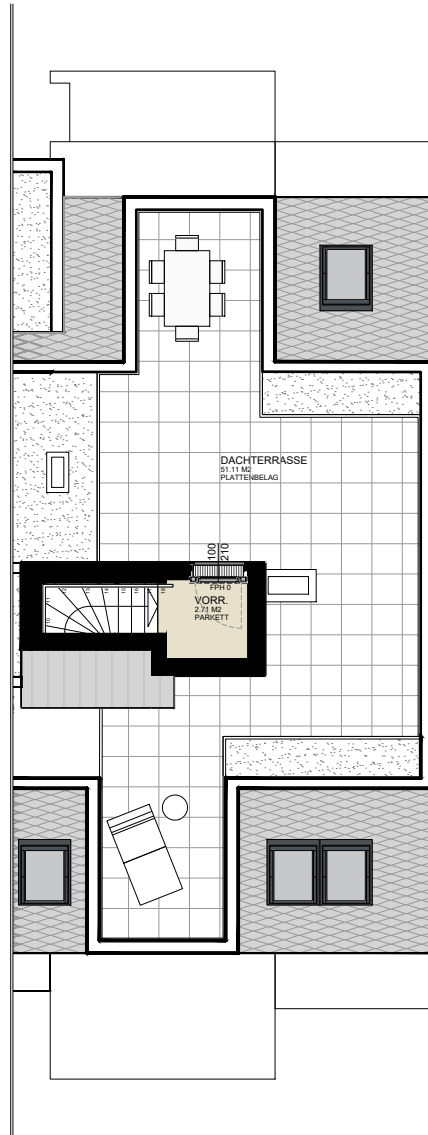 DACHTERRASSE
51.11 M2
PLATTENBELAG
100
210
FPH 0
VORR.
2.71 M2
PARKETT